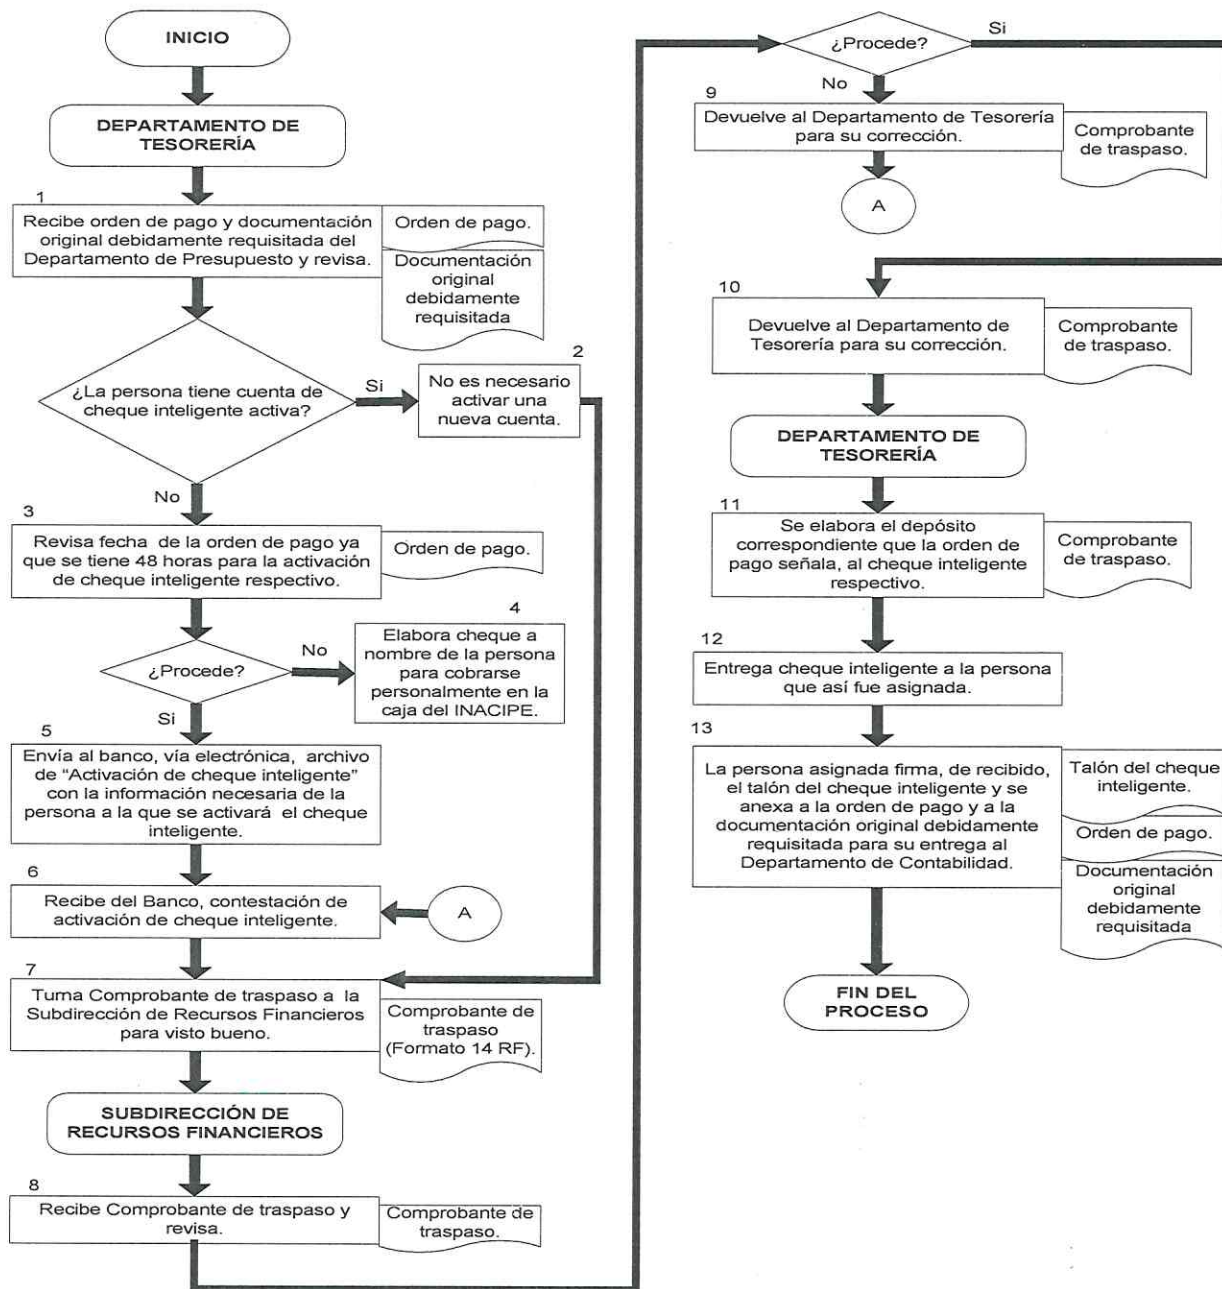 INICIO
DEPARTAMENTO DE
TESORERÍA
1
Recibe orden de pago y documentación
original debidamente requisitada del
Departamento de Presupuesto y revisa.
Orden de pago.
Documentación
original
debidamente
requisitada
¿La persona tiene cuenta de
cheque inteligente activa?
Si
2
No es necesario
activar una
nueva cuenta.
No
3
Revisa fecha de la orden de pago ya
que se tiene 48 horas para la activación
de cheque inteligente respectivo.
Orden de pago.
¿Procede?
No
4
Elabora cheque a
nombre de la persona
para cobrarse
personalmente en la
caja del INACIPE.
Si
5
Envía al banco, vía electrónica, archivo
de “Activación de cheque inteligente”
con la información necesaria de la
persona a la que se activará el cheque
inteligente.
6
Recibe del Banco, contestación de
activación de cheque inteligente.
A
7
Turna Comprobante de traspaso a la
Subdirección de Recursos Financieros
para visto bueno.
Comprobante de
traspaso
(Formato 14 RF).
SUBDIRECCIÓN DE
RECURSOS FINANCIEROS
8
Recibe Comprobante de traspaso y
revisa.
Comprobante de
traspaso.
¿Procede?
Si
No
9
Devuelve al Departamento de Tesorería
para su corrección.
Comprobante
de traspaso.
A
10
Devuelve al Departamento de
Tesorería para su corrección.
Comprobante
de traspaso.
DEPARTAMENTO DE
TESORERÍA
11
Se elabora el depósito
correspondiente que la orden de
pago señala, al cheque inteligente
respectivo.
Comprobante
de traspaso.
12
Entrega cheque inteligente a la persona
que así fue asignada.
13
La persona asignada firma, de recibido,
el talón del cheque inteligente y se
anexa a la orden de pago y a la
documentación original debidamente
requisitada para su entrega al
Departamento de Contabilidad.
Talón del cheque
inteligente.
Orden de pago.
Documentación
original
debidamente
requisitada
FIN DEL
PROCESO